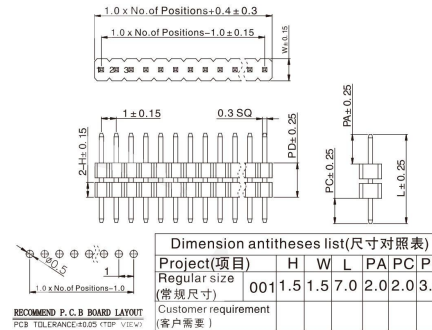 1.0 x No.of Positions+0.4±0.3
1.0 x No.of Positions-1.0±0.15
W±0.15
1 2 3
1±0.15
0.3 SQ
2-H±0.15
PD±0.25
PA±0.25
PC±0.25
L±0.25
ø0.5
1
1.0 x No.of Positions-1.0
RECOMMEND P.C.B BOARD LAYOUT
PCB TOLERANCE±0.05 (TOP VIEW)
Dimension antitheses list(尺寸对照表)
Project(项目) H W L PA PC P
Regular size
(常规尺寸) 001 1.5 1.5 7.0 2.0 2.0 3.
Customer requirement
(客户需要)